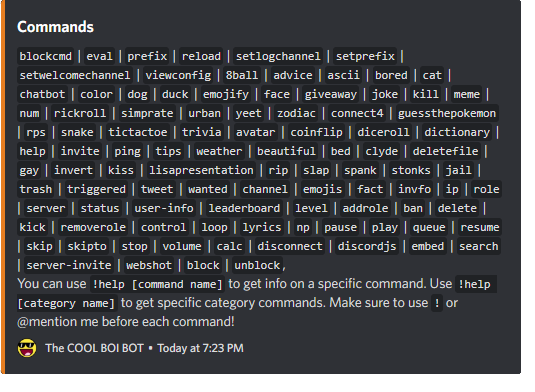 Commands
blockcmd | eval | prefix | reload | setlogchannel | setprefix |
setwelcomechannel | viewconfig | 8ball | advice | ascii | bored | cat |
chatbot | color | dog | duck | emojify | face | giveaway | joke | kill | meme |
num | rickroll | simprate | urban | yeet | zodiac | connect4 | guessthepokemon
| rps | snake | tictactoe | trivia | avatar | coinflip | diceroll | dictionary |
help | invite | ping | tips | weather | beautiful | bed | clyde | deletefile |
gay | invert | kiss | lisapresentation | rip | slap | spank | stonks | jail |
trash | triggered | tweet | wanted | channel | emojis | fact | invfo | ip | role
| server | status | user-info | leaderboard | level | addrole | ban | delete |
kick | removerole | control | loop | lyrics | np | pause | play | queue | resume
| skip | skipto | stop | volume | calc | disconnect | discordjs | embed | search
| server-invite | webshot | block | unblock,
You can use !help [command name] to get info on a specific command. Use !help
[category name] to get specific category commands. Make sure to use ! or
@mention me before each command!
The COOL BOI BOT • Today at 7:23 PM